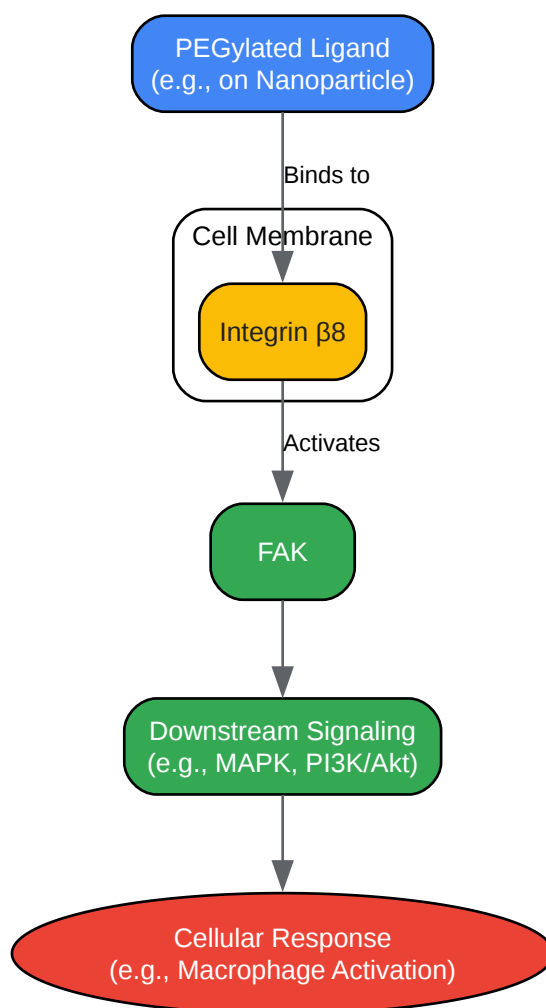 PEGylated Ligand
(e.g., on Nanoparticle)
Binds to
Cell Membrane
Integrin β8
Activates
FAK
Downstream Signaling
(e.g., MAPK, PI3K/Akt)
Cellular Response
(e.g., Macrophage Activation)